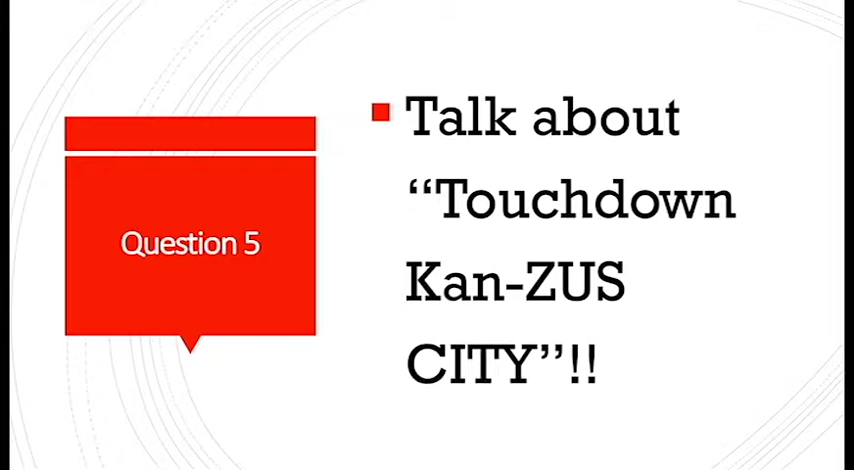 Question 5
Talk about
“Touchdown
Kan-ZUS
CITY”!!